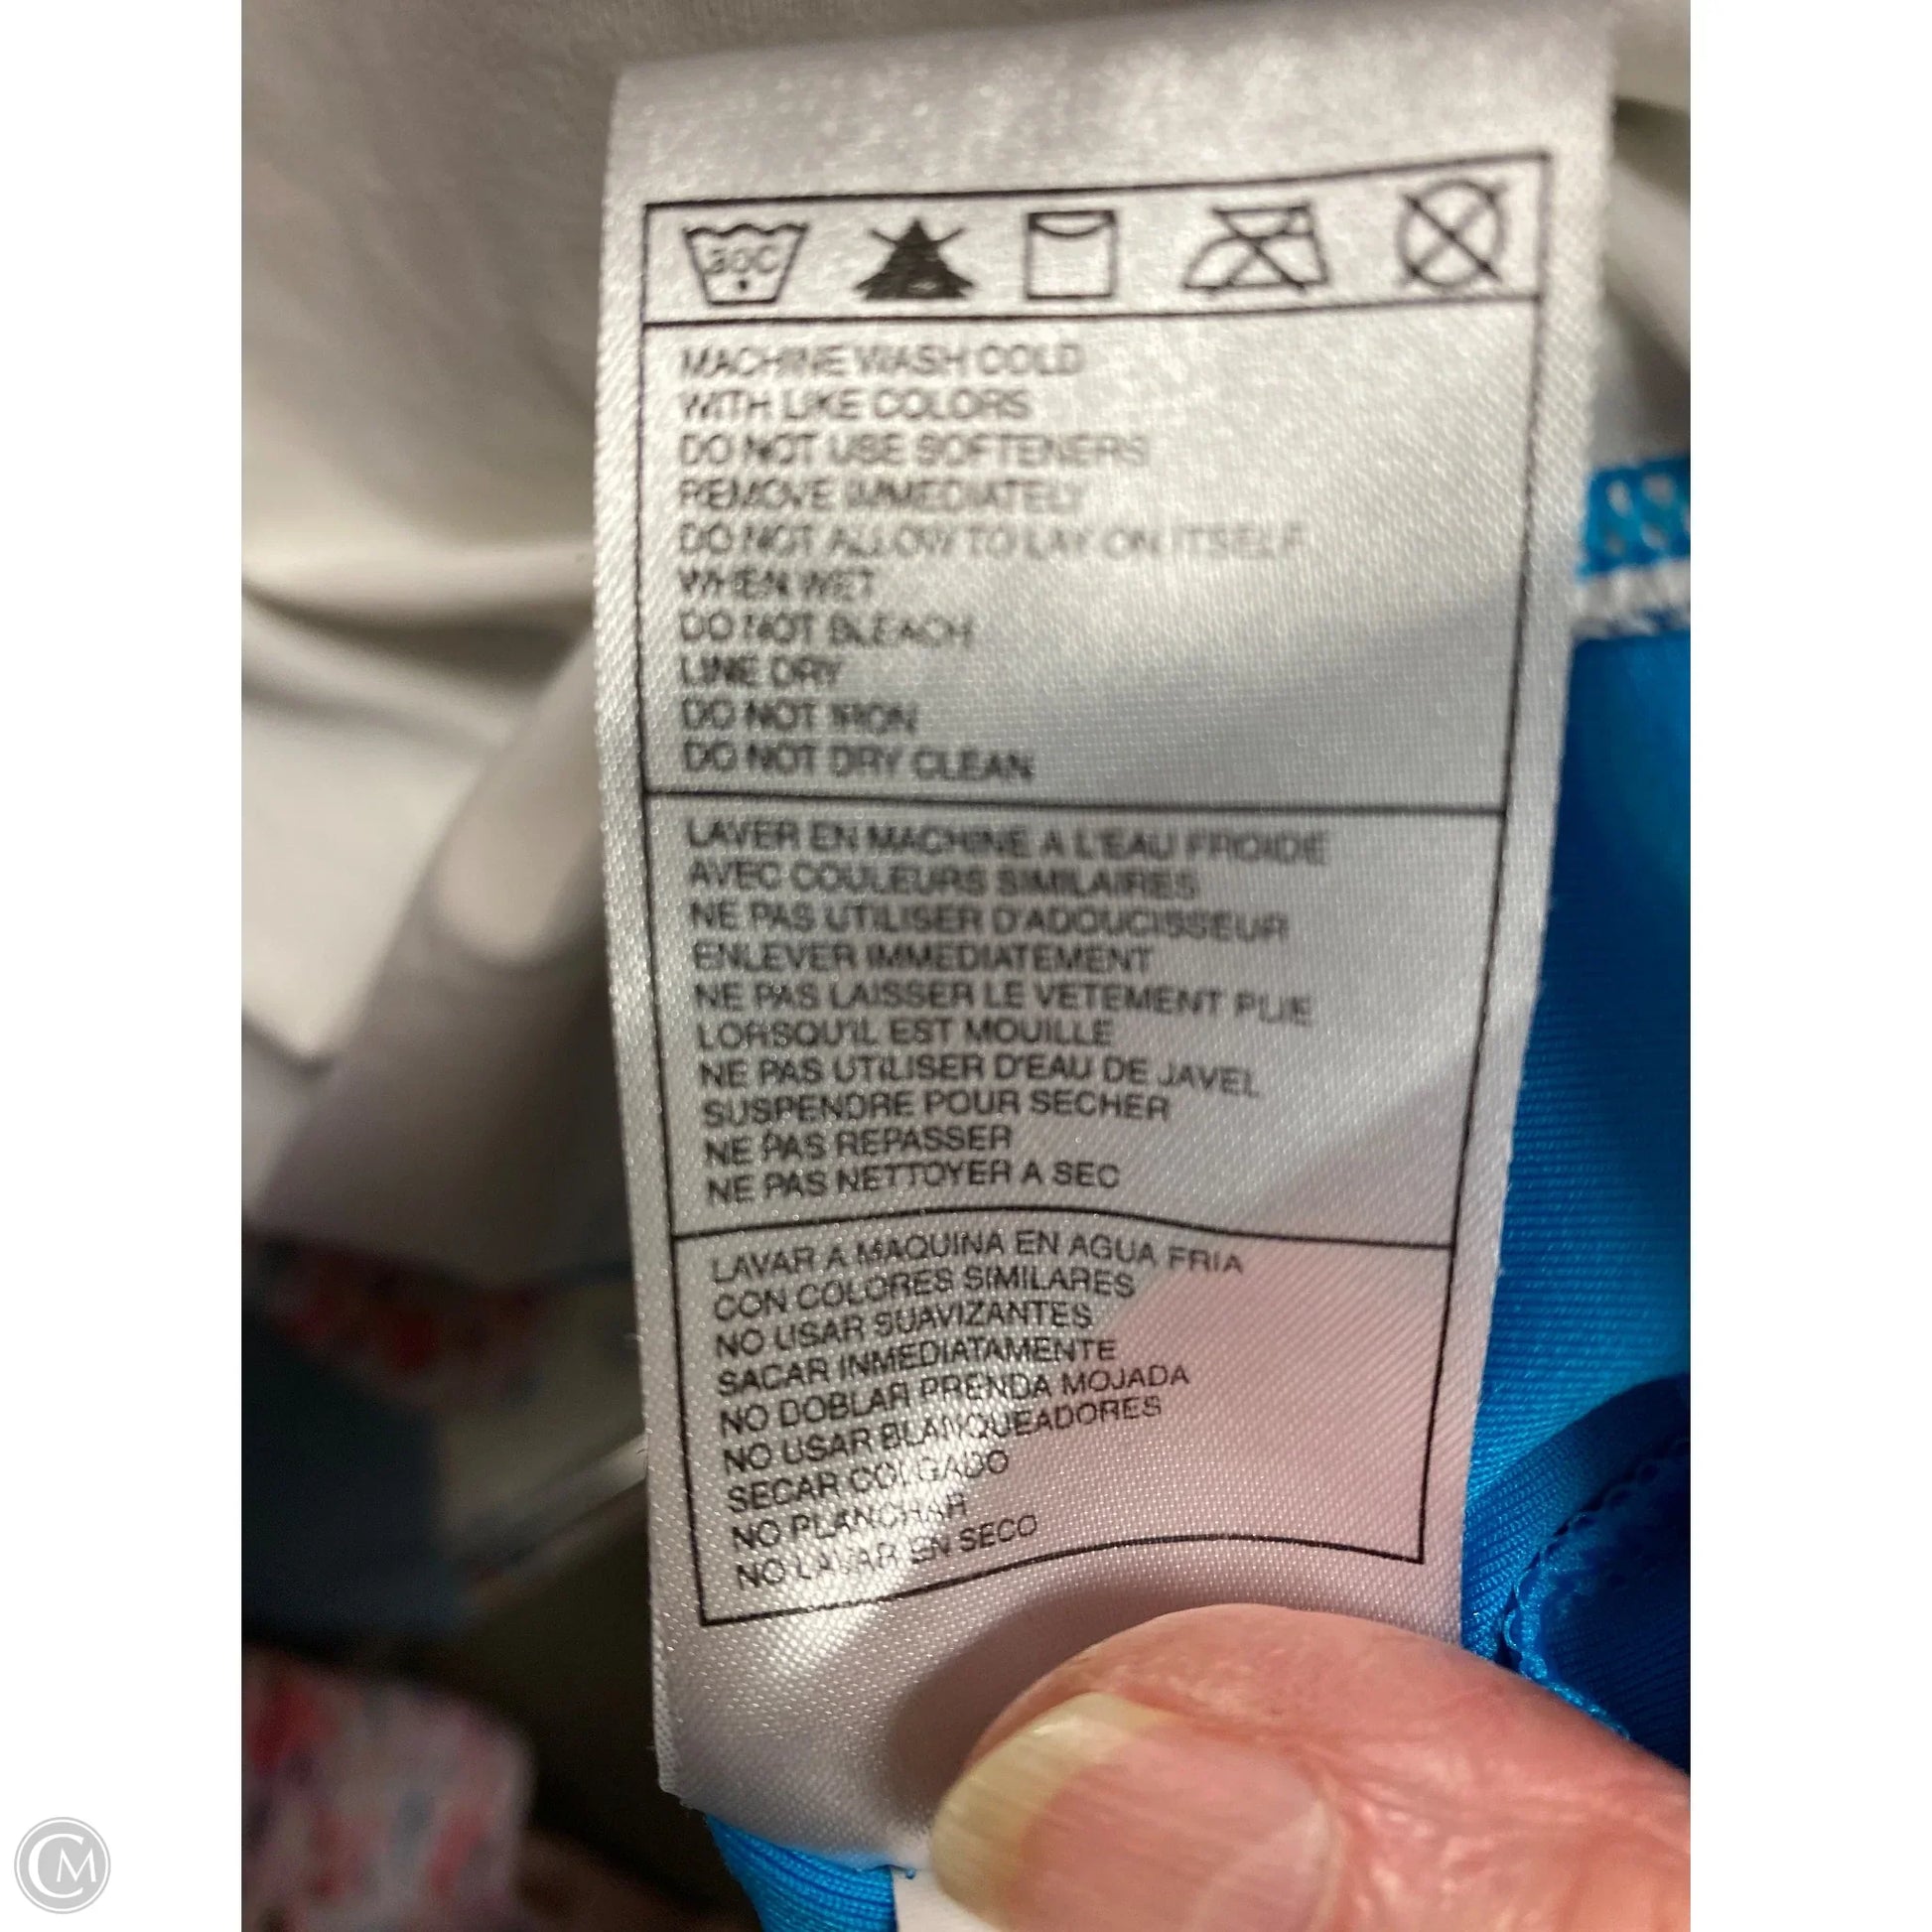 30C
MACHINE WASH COLD
WITH LIKE COLORS
DO NOT USE SOFTENERS
REMOVE IMMEDIATELY
DO NOT ALLOW TO LAY ON ITSELF
WHEN WET
DO NOT BLEACH
LINE DRY
DO NOT IRON
DO NOT DRY CLEAN
LAVER EN MACHINE A L'EAU FROIDE
AVEC COULEURS SIMILAIRES
NE PAS UTILISER D'ADOUCISSEUR
ENLEVER IMMEDIATEMENT
NE PAS LAISSER LE VETEMENT PLIE
LORSQU'IL EST MOUILLE
NE PAS UTILISER D'EAU DE JAVEL
SUSPENDRE POUR SECHER
NE PAS REPASSER
NE PAS NETTOYER A SEC
LAVAR A MAQUINA EN AGUA FRIA
CON COLORES SIMILARES
NO USAR SUAVIZANTES
SACAR INMEDIATAMENTE
NO DOBLAR PRENDA MOJADA
NO USAR BLANQUEADORES
SECAR COLGADO
NO PLANCHAR
NO LAVAR EN SECO
CM